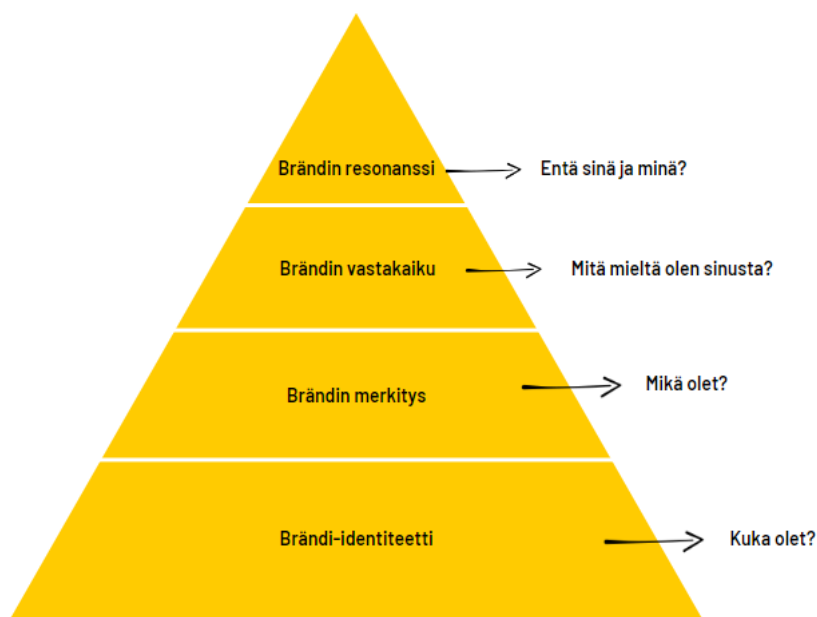 Brändin resonanssi Entä sinä ja minä?
Brändin vastakaiku Mitä mieltä olen sinusta?
Brändin merkitys Mikä olet?
Brändi-identiteetti Kuka olet?